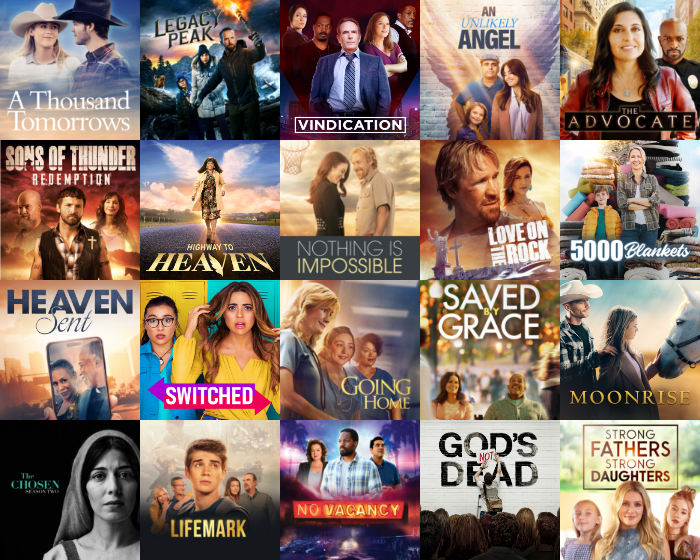 A Thousand
Tomorrows
LEGACY
PEAK
VINDICATION
AN
UNLIKELY
ANGEL
THE
ADVOCATE
SONS OF THUNDER
REDEMPTION
HIGHWAY TO
HEAVEN
NOTHING IS
IMPOSSIBLE
LOVE ON
THE ROCK
5000 Blankets
HEAVEN
Sent
SWITCHED
GOING
HOME
SAVED
BY
GRACE
MOONRISE
The
CHOSEN
SEASON TWO
LIFEMARK
NO VACANCY
GOD'S
NOT
DEAD
STRONG
FATHERS
STRONG
DAUGHTERS